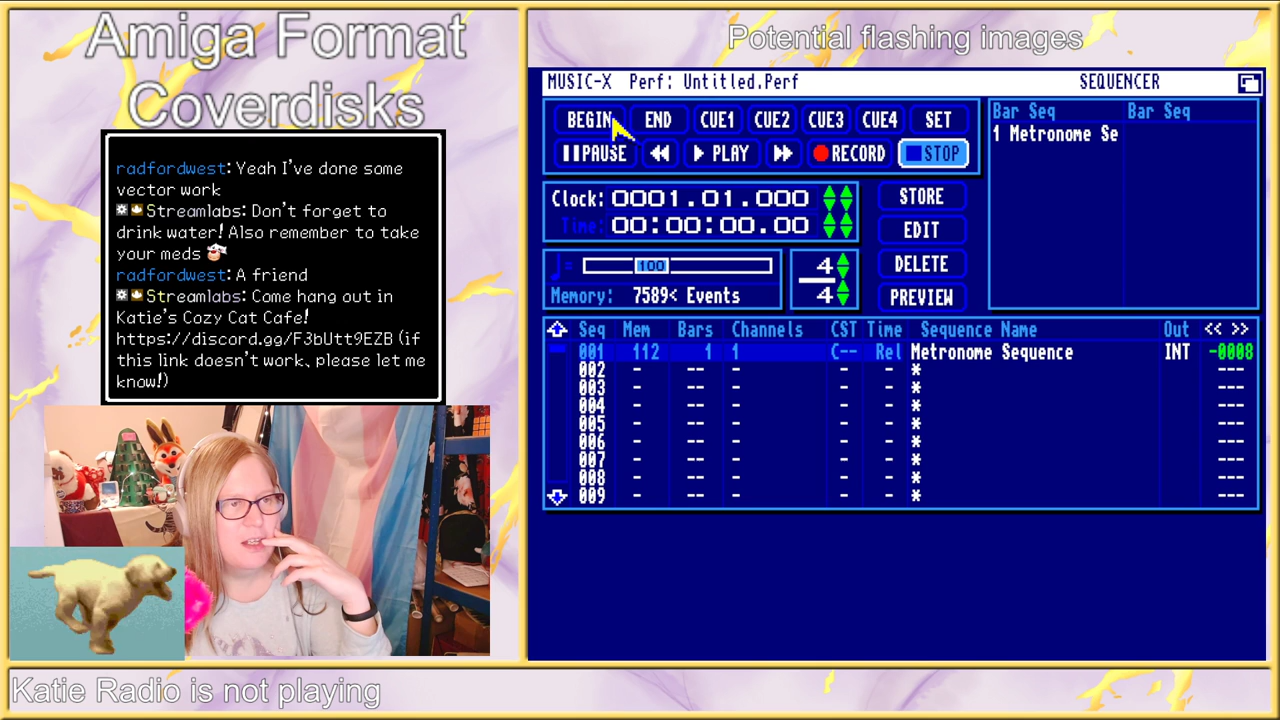 Amiga Format
Coverdisks
radfordwest: Yeah I've done some
vector work
Streamlabs: Don't forget to
drink water! Also remember to take
your meds
radfordwest: A friend
Streamlabs: Come hang out in
Katie's Cozy Cat Cafe!
https://discord.gg/F3bUtt9EZB (if
this link doesn't work, please let me
know!)
Katie Radio is not playing
Potential flashing images
MUSIC-X Perf: Untitled.Perf SEQUENCER
BEGIN END CUE1 CUE2 CUE3 CUE4 SET
PAUSE PLAY RECORD STOP
Bar Seq Bar Seq
1 Metronome Se
Clock: 0001.01.000
Time: 00:00:00.00
STORE
EDIT
DELETE
PREVIEW
♩= 100
4
4
Memory: 7589< Events
Seq Mem Bars Channels CST Time Sequence Name Out << >>
001 112 1 1 C-- Rel Metronome Sequence INT -0008
002 - -- - - - * ---
003 - -- - - - * ---
004 - -- - - - * ---
005 - -- - - - * ---
006 - -- - - - * ---
007 - -- - - - * ---
008 - -- - - - * ---
009 - -- - - - * ---